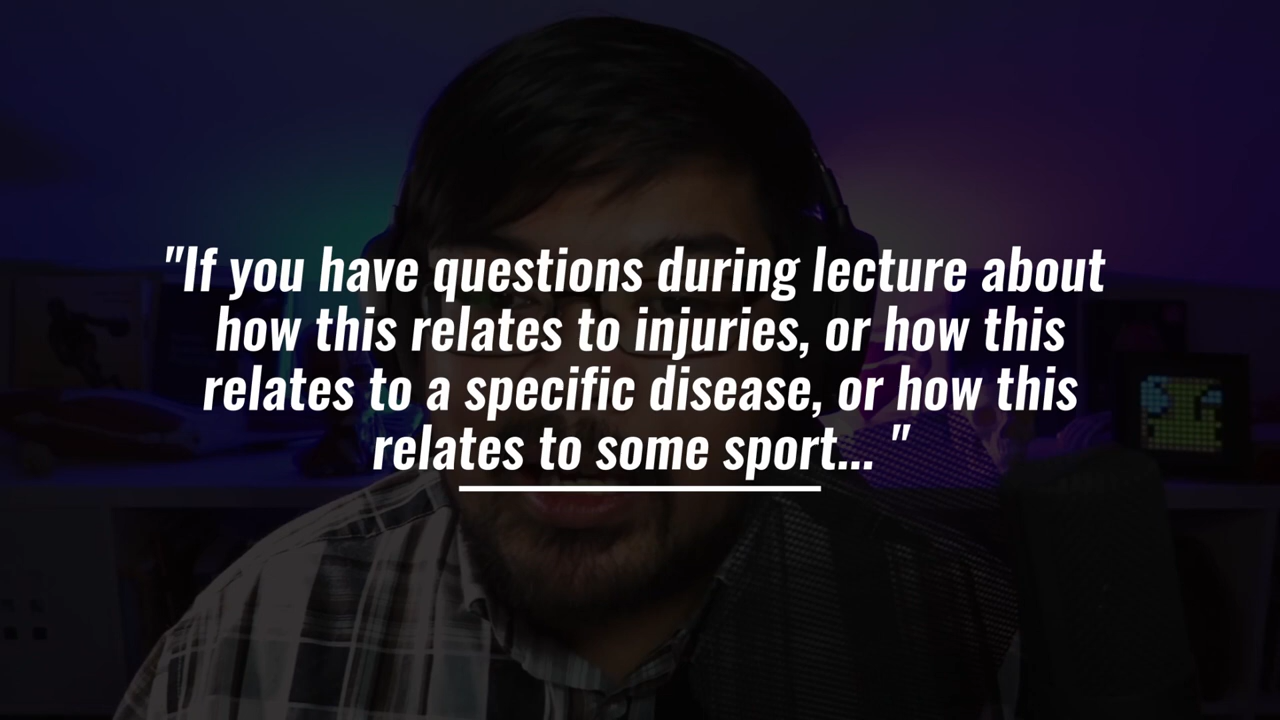 "If you have questions during lecture about
how this relates to injuries, or how this
relates to a specific disease, or how this
relates to some sport... "